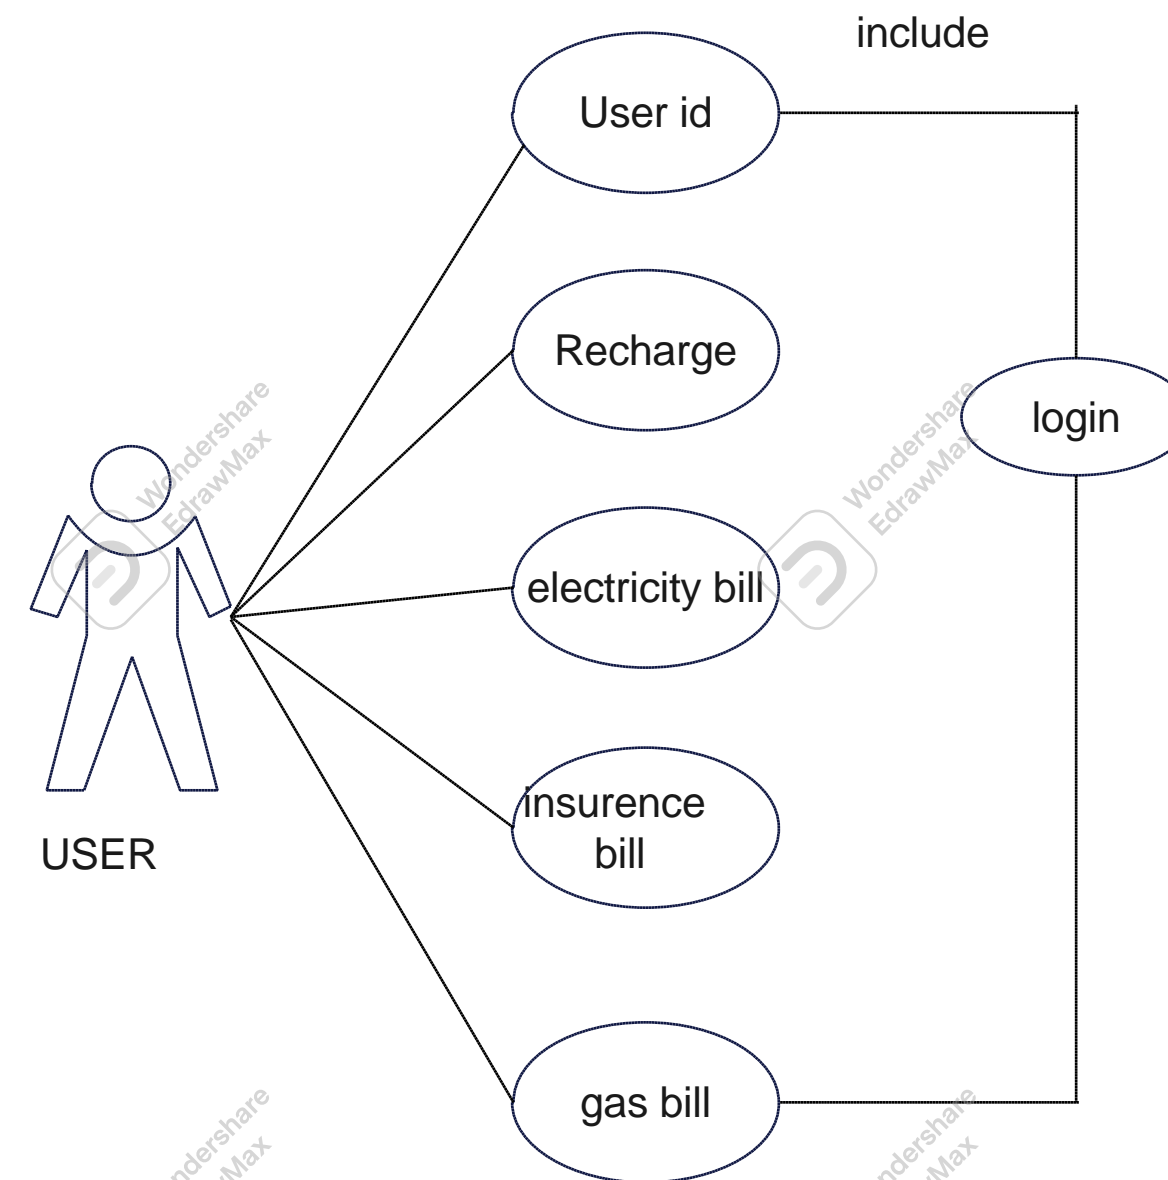 include
User id
Recharge
login
Wondershare
EdrawMax
Wondershare
EdrawMax
electricity bill
insurence
bill
USER
gas bill